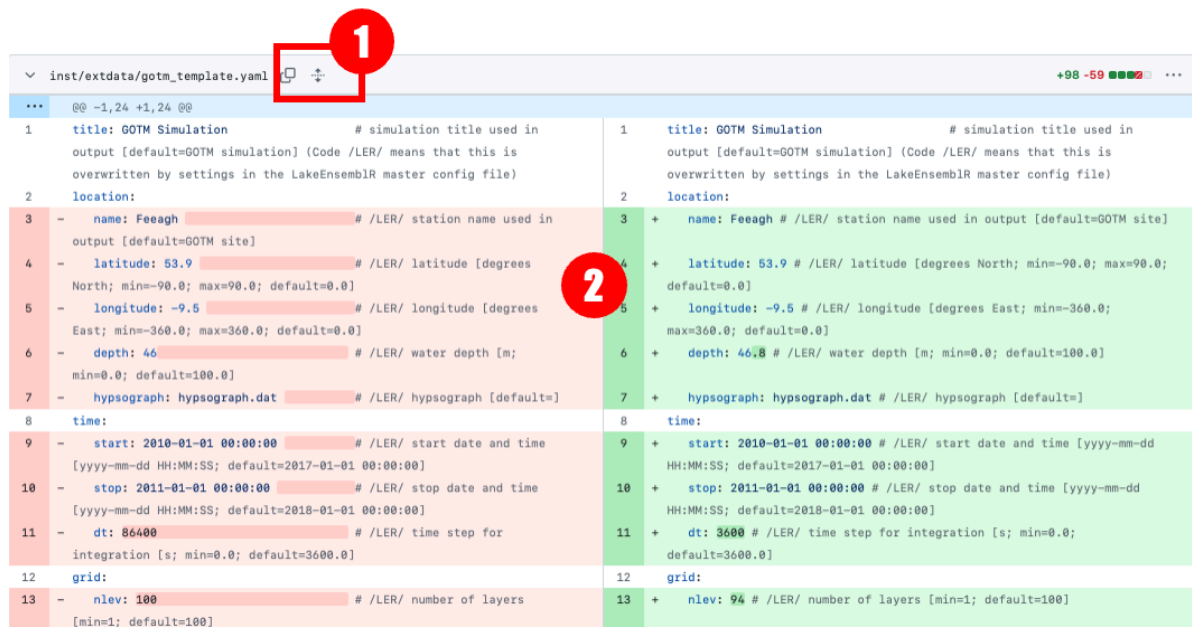 1
inst/extdata/gotm_template.yaml
+98 -59
@@ -1,24 +1,24 @@
1 title: GOTM Simulation # simulation title used in
output [default=GOTM simulation] (Code /LER/ means that this is
overwritten by settings in the LakeEnsemblR master config file)
2 location:
3 - name: Feeagh # /LER/ station name used in
output [default=GOTM site]
4 - latitude: 53.9 # /LER/ latitude [degrees
North; min=-90.0; max=90.0; default=0.0]
5 - longitude: -9.5 # /LER/ longitude [degrees
East; min=-360.0; max=360.0; default=0.0]
6 - depth: 46 # /LER/ water depth [m;
min=0.0; default=100.0]
7 - hypsograph: hypsograph.dat # /LER/ hypsograph [default=]
8 time:
9 - start: 2010-01-01 00:00:00 # /LER/ start date and time
[yyyy-mm-dd HH:MM:SS; default=2017-01-01 00:00:00]
10 - stop: 2011-01-01 00:00:00 # /LER/ stop date and time
[yyyy-mm-dd HH:MM:SS; default=2018-01-01 00:00:00]
11 - dt: 86400 # /LER/ time step for
integration [s; min=0.0; default=3600.0]
12 grid:
13 - nlev: 100 # /LER/ number of layers
[min=1; default=100]
2
1 title: GOTM Simulation # simulation title used in
output [default=GOTM simulation] (Code /LER/ means that this is
overwritten by settings in the LakeEnsemblR master config file)
2 location:
3 + name: Feeagh # /LER/ station name used in output [default=GOTM site]
4 + latitude: 53.9 # /LER/ latitude [degrees North; min=-90.0; max=90.0;
default=0.0]
5 + longitude: -9.5 # /LER/ longitude [degrees East; min=-360.0;
max=360.0; default=0.0]
6 + depth: 46.8 # /LER/ water depth [m; min=0.0; default=100.0]
7 + hypsograph: hypsograph.dat # /LER/ hypsograph [default=]
8 time:
9 + start: 2010-01-01 00:00:00 # /LER/ start date and time [yyyy-mm-dd
HH:MM:SS; default=2017-01-01 00:00:00]
10 + stop: 2011-01-01 00:00:00 # /LER/ stop date and time [yyyy-mm-dd
HH:MM:SS; default=2018-01-01 00:00:00]
11 + dt: 3600 # /LER/ time step for integration [s; min=0.0;
default=3600.0]
12 grid:
13 + nlev: 94 # /LER/ number of layers [min=1; default=100]